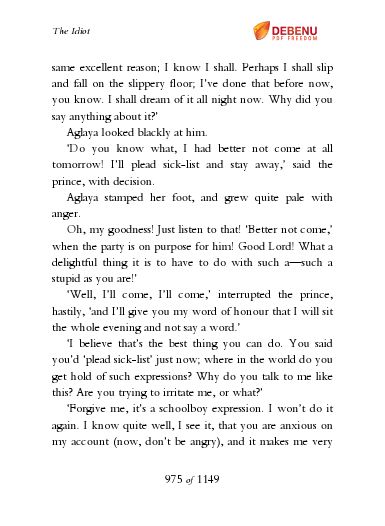 The Idiot
DEBENU
PDF FREEDOM
same excellent reason; I know I shall. Perhaps I shall slip
and fall on the slippery floor; I've done that before now,
you know. I shall dream of it all night now. Why did you
say anything about it?'
Aglaya looked blackly at him.
'Do you know what, I had better not come at all
tomorrow! I'll plead sick-list and stay away,' said the
prince, with decision.
Aglaya stamped her foot, and grew quite pale with
anger.
Oh, my goodness! Just listen to that! 'Better not come,'
when the party is on purpose for him! Good Lord! What a
delightful thing it is to have to do with such a—such a
stupid as you are!'
'Well, I'll come, I'll come,' interrupted the prince,
hastily, 'and I'll give you my word of honour that I will sit
the whole evening and not say a word.'
'I believe that's the best thing you can do. You said
you'd 'plead sick-list' just now; where in the world do you
get hold of such expressions? Why do you talk to me like
this? Are you trying to irritate me, or what?'
'Forgive me, it's a schoolboy expression. I won't do it
again. I know quite well, I see it, that you are anxious on
my account (now, don't be angry), and it makes me very
975 of 1149